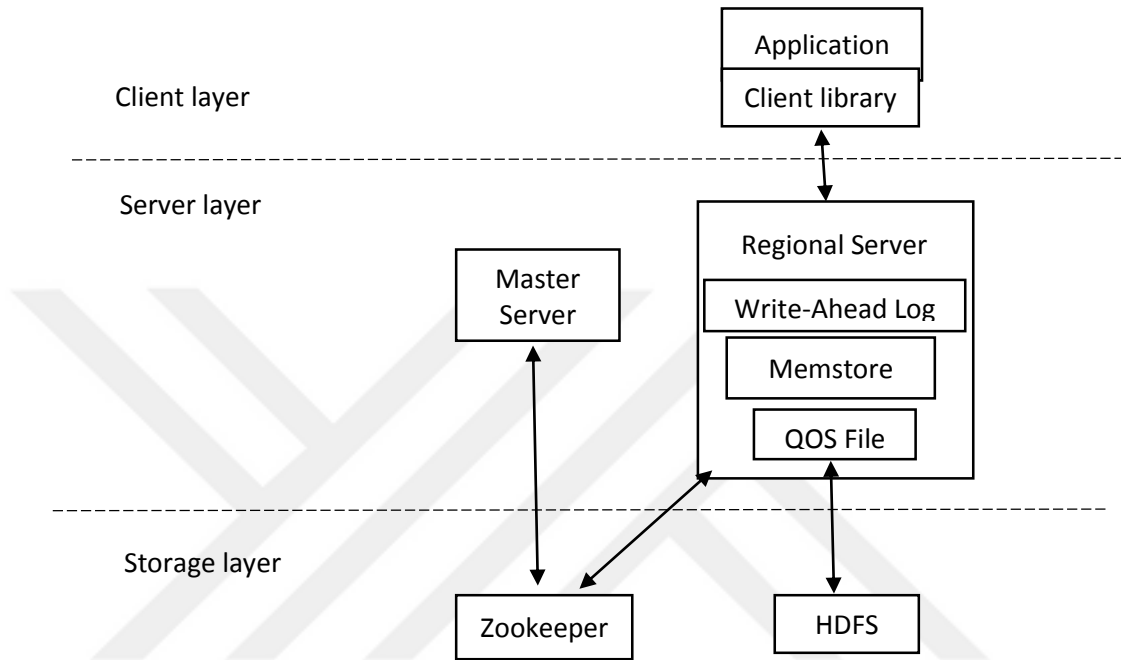 Application
Client layer
Client library
Server layer
Regional Server
Master
Server
Write-Ahead Log
Memstore
QOS File
Storage layer
Zookeeper
HDFS